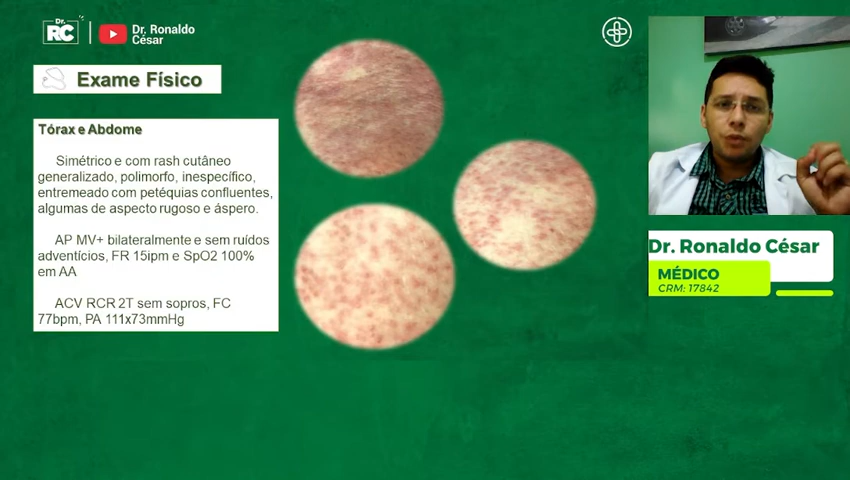 Dr.
RC
Dr. Ronaldo
César
Exame Físico
Tórax e Abdome
Simétrico e com rash cutâneo
generalizado, polimorfo, inespecífico,
entremeado com petéquias confluentes,
algumas de aspecto rugoso e áspero.
AP MV+ bilateralmente e sem ruídos
adventícios, FR 15ipm e SpO2 100%
em AA
ACV RCR 2T sem sopros, FC
77bpm, PA 111x73mmHg
Dr. Ronaldo César
MÉDICO
CRM: 17842